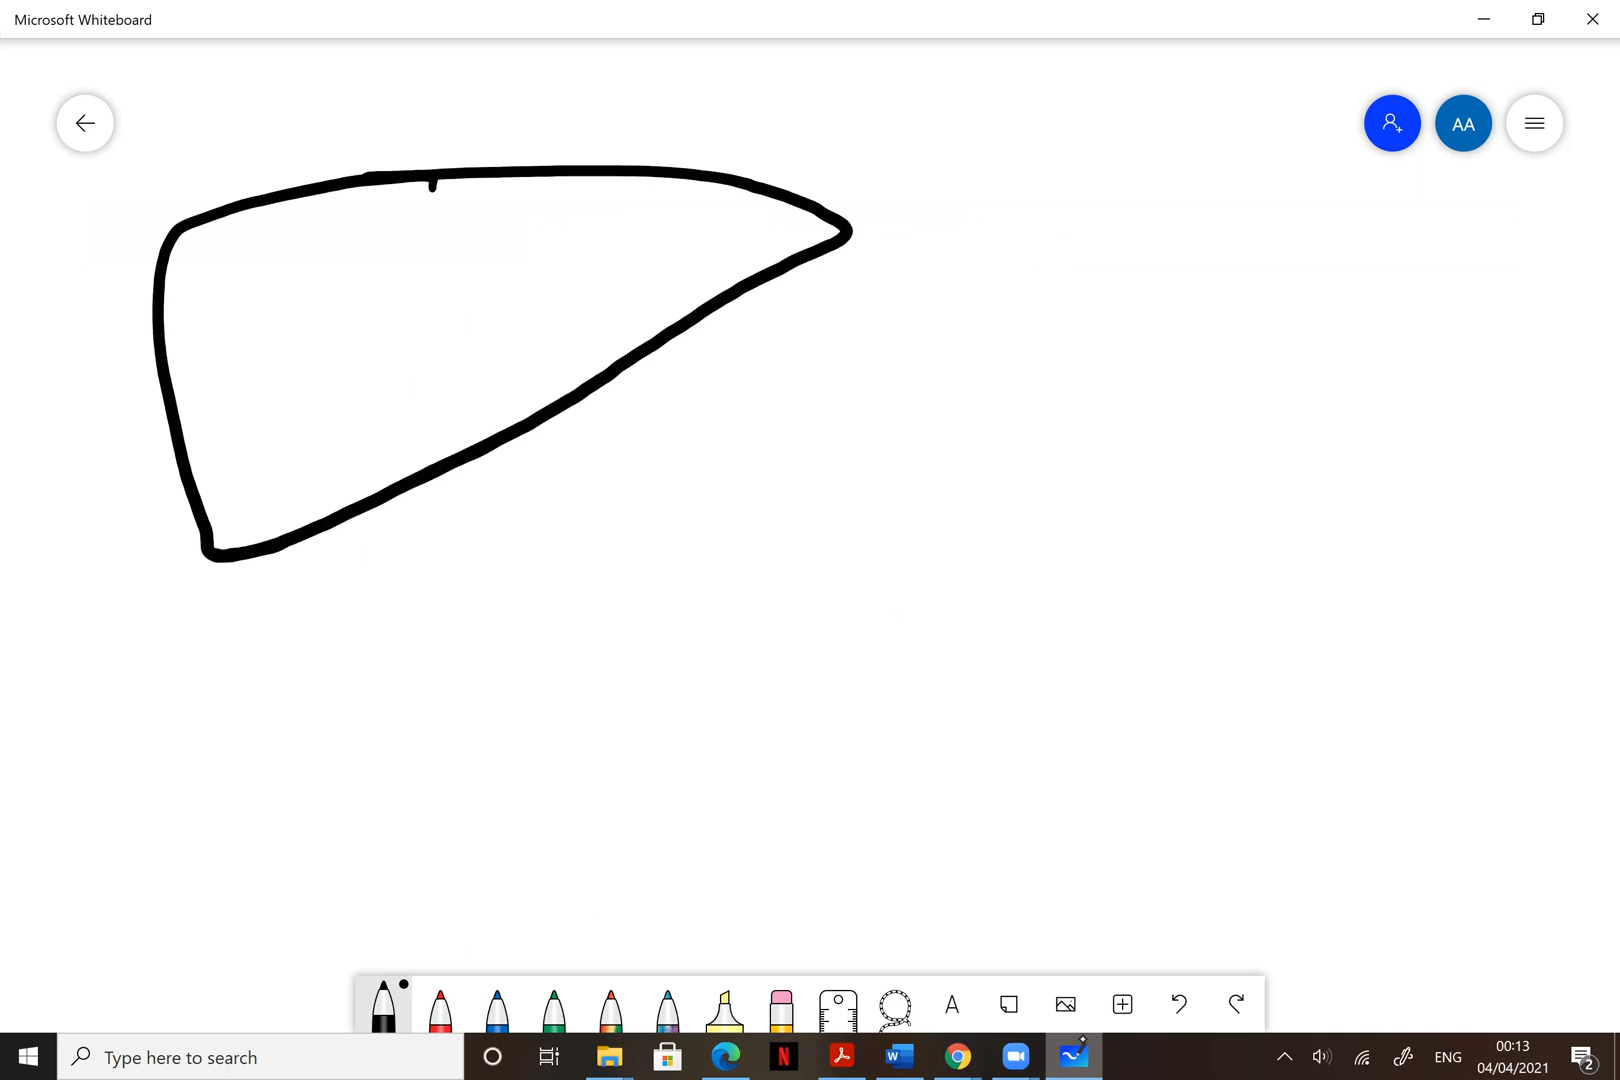 Microsoft Whiteboard
AA
A
Type here to search
N
W
ENG
00:13
04/04/2021
2